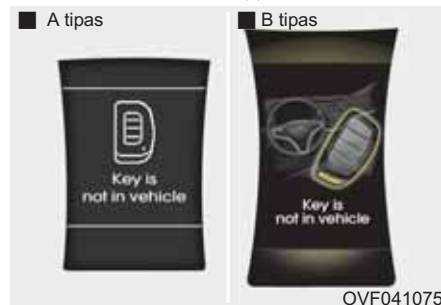 A tipas
B tipas
Key is
not in vehicle
Key is
not in vehicle
OVF041075